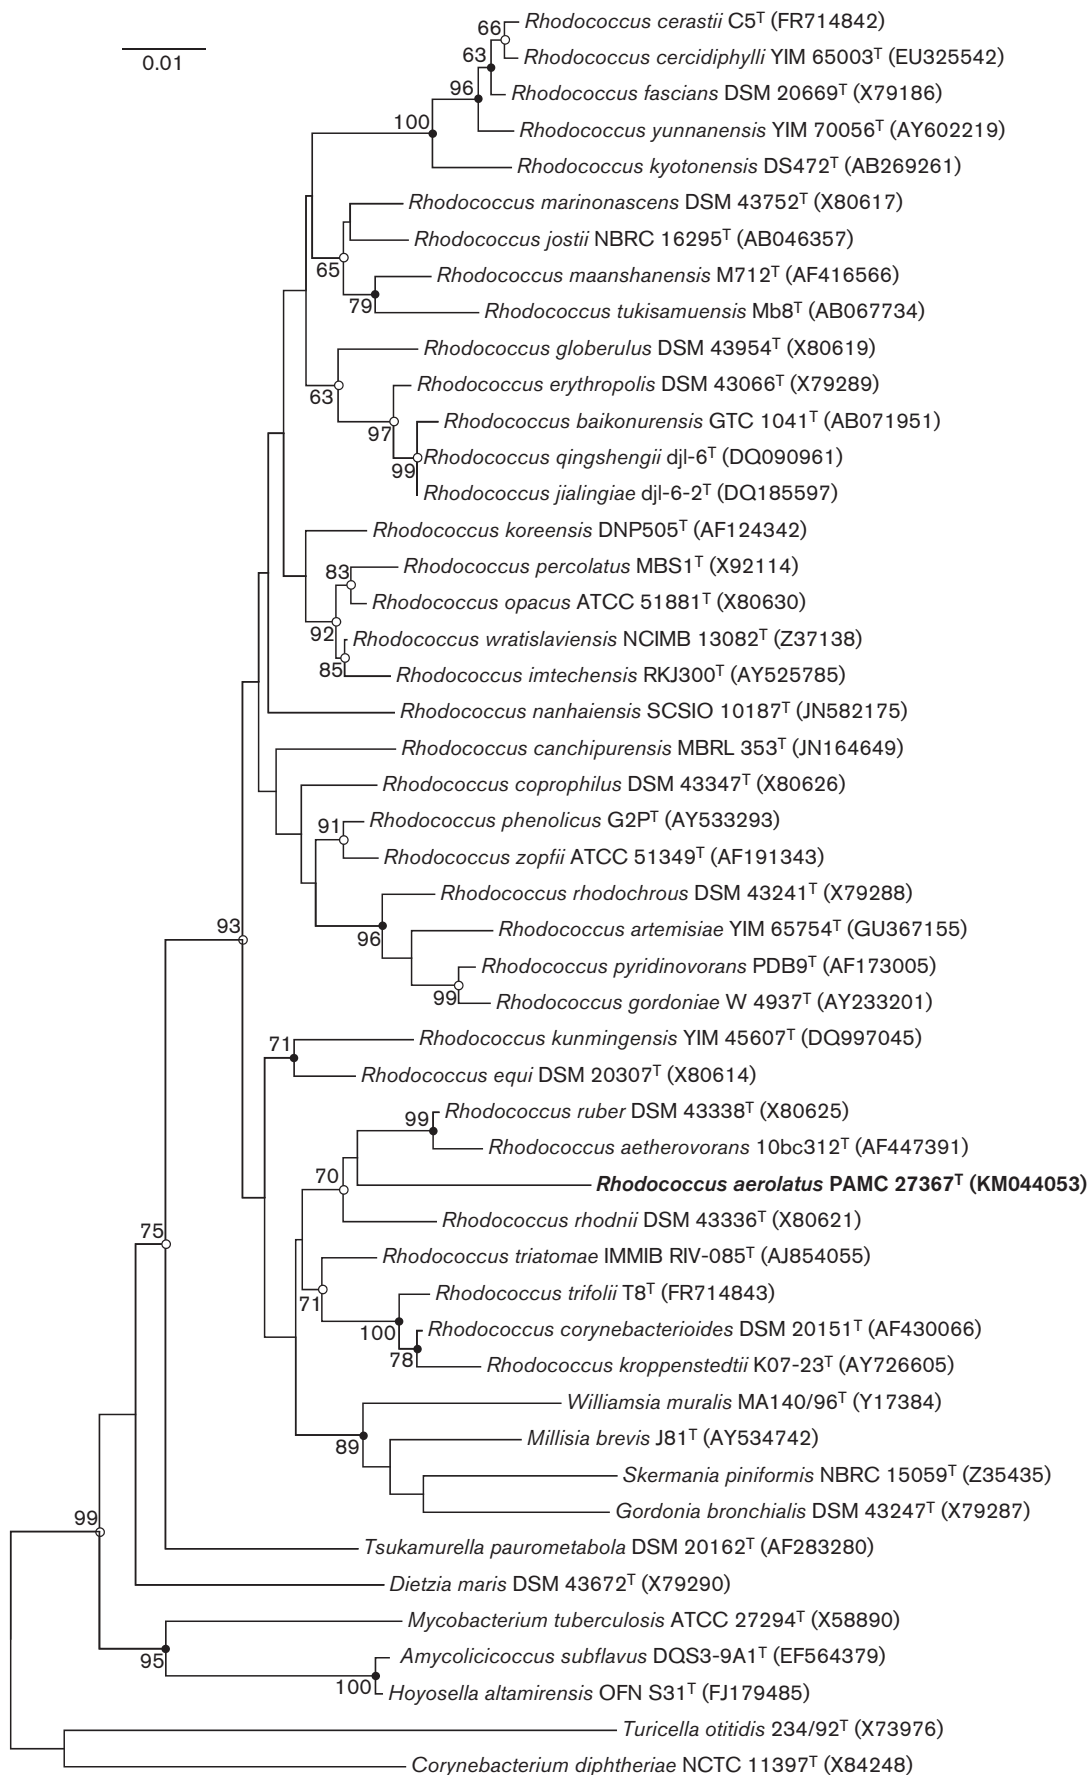 66
Rhodococcus cerastii C5T (FR714842)
0.01
63
Rhodococcus cercidiphylli YIM 65003T (EU325542)
96
Rhodococcus fascians DSM 20669T (X79186)
100
Rhodococcus yunnanensis YIM 70056T (AY602219)
Rhodococcus kyotonensis DS472T (AB269261)
Rhodococcus marinonascens DSM 43752T (X80617)
Rhodococcus jostii NBRC 16295T (AB046357)
65
Rhodococcus maanshanensis M712T (AF416566)
79
Rhodococcus tukisamuensis Mb8T (AB067734)
Rhodococcus globerulus DSM 43954T (X80619)
63
Rhodococcus erythropolis DSM 43066T (X79289)
97
Rhodococcus baikonurensis GTC 1041T (AB071951)
99
Rhodococcus qingshengii djl-6T (DQ090961)
Rhodococcus jialingiae djl-6-2T (DQ185597)
Rhodococcus koreensis DNP505T (AF124342)
83
Rhodococcus percolatus MBS1T (X92114)
Rhodococcus opacus ATCC 51881T (X80630)
92
Rhodococcus wratislaviensis NCIMB 13082T (Z37138)
85
Rhodococcus imtechensis RKJ300T (AY525785)
Rhodococcus nanhaiensis SCSIO 10187T (JN582175)
Rhodococcus canchipurensis MBRL 353T (JN164649)
Rhodococcus coprophilus DSM 43347T (X80626)
91
Rhodococcus phenolicus G2PT (AY533293)
Rhodococcus zopfii ATCC 51349T (AF191343)
Rhodococcus rhodochrous DSM 43241T (X79288)
93
96
Rhodococcus artemisiae YIM 65754T (GU367155)
Rhodococcus pyridinovorans PDB9T (AF173005)
99
Rhodococcus gordoniae W 4937T (AY233201)
71
Rhodococcus kunmingensis YIM 45607T (DQ997045)
Rhodococcus equi DSM 20307T (X80614)
99
Rhodococcus ruber DSM 43338T (X80625)
Rhodococcus aetherovorans 10bc312T (AF447391)
70
Rhodococcus aerolatus PAMC 27367T (KM044053)
Rhodococcus rhodnii DSM 43336T (X80621)
75
Rhodococcus triatomae IMMIB RIV-085T (AJ854055)
71
Rhodococcus trifolii T8T (FR714843)
100
Rhodococcus corynebacterioides DSM 20151T (AF430066)
78
Rhodococcus kroppenstedtii K07-23T (AY726605)
Williamsia muralis MA140/96T (Y17384)
89
Millisia brevis J81T (AY534742)
Skermania piniformis NBRC 15059T (Z35435)
Gordonia bronchialis DSM 43247T (X79287)
99
Tsukamurella paurometabola DSM 20162T (AF283280)
Dietzia maris DSM 43672T (X79290)
Mycobacterium tuberculosis ATCC 27294T (X58890)
95
Amycolicicoccus subflavus DQS3-9A1T (EF564379)
100
Hoyosella altamirensis OFN S31T (FJ179485)
Turicella otitidis 234/92T (X73976)
Corynebacterium diphtheriae NCTC 11397T (X84248)